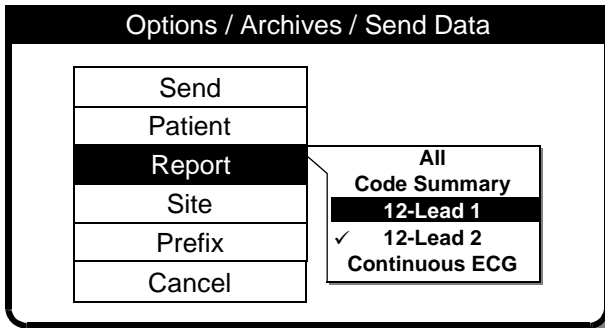 Options / Archives / Send Data
Send
Patient
Report
Site
Prefix
Cancel
All
Code Summary
12-Lead 1
✓ 12-Lead 2
Continuous ECG